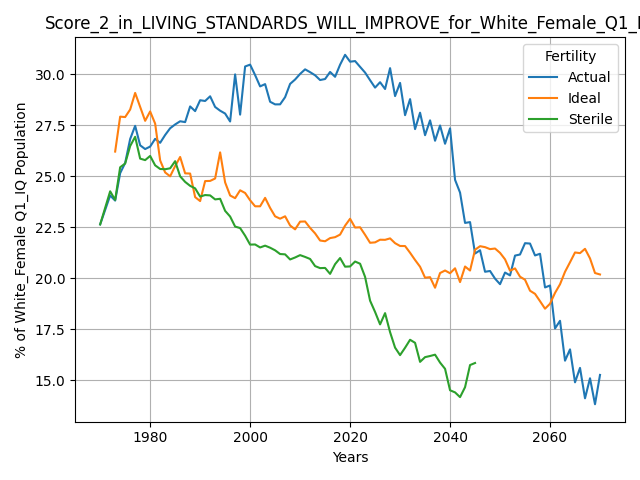 Score_2_in_LIVING_STANDARDS_WILL_IMPROVE_for_White_Female_Q1_I
Fertility
Actual
Ideal
Sterile
% of White_Female Q1_IQ Population
30.0
27.5
25.0
22.5
20.0
17.5
15.0
1980
2000
2020
2040
2060
Years